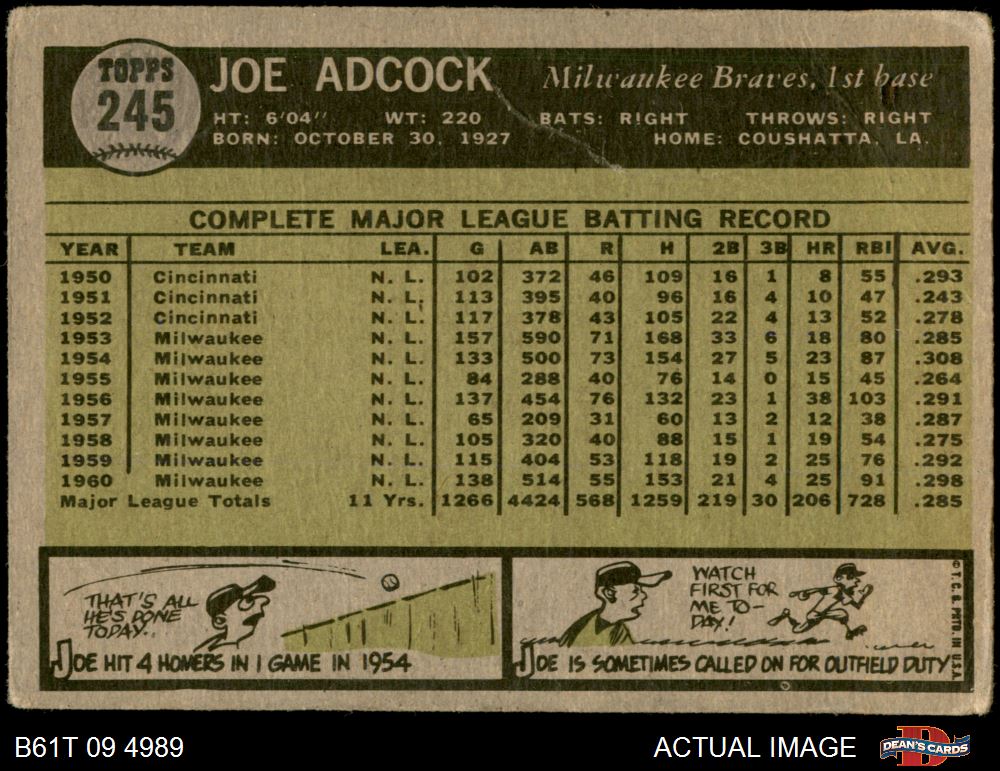 TOPPS
245
JOE ADCOCK Milwaukee Braves, 1st base
HT: 6'04" WT: 220 BATS: RIGHT THROWS: RIGHT
BORN: OCTOBER 30, 1927 HOME: COUSHATTA, LA.
COMPLETE MAJOR LEAGUE BATTING RECORD
YEAR TEAM LEA. G AB R H 2B 3B HR RBI AVG.
1950 Cincinnati N. L. 102 372 46 109 16 1 8 55 .293
1951 Cincinnati N. L. 113 395 40 96 16 4 10 47 .243
1952 Cincinnati N. L. 117 378 43 105 22 4 13 52 .278
1953 Milwaukee N. L. 157 590 71 168 33 6 18 80 .285
1954 Milwaukee N. L. 133 500 73 154 27 5 23 87 .308
1955 Milwaukee N. L. 84 288 40 76 14 0 15 45 .264
1956 Milwaukee N. L. 137 454 76 132 23 1 38 103 .291
1957 Milwaukee N. L. 65 209 31 60 13 2 12 38 .287
1958 Milwaukee N. L. 105 320 40 88 15 1 19 54 .275
1959 Milwaukee N. L. 115 404 53 118 19 2 25 76 .292
1960 Milwaukee N. L. 138 514 55 153 21 4 25 91 .298
Major League Totals 11 Yrs. 1266 4424 568 1259 219 30 206 728 .285
THAT'S ALL
HE'S DONE
TODAY..
JOE HIT 4 HOMERS IN 1 GAME IN 1954
WATCH
FIRST FOR
ME TO-
DAY!
JOE IS SOMETIMES CALLED ON FOR OUTFIELD DUTY
© T. C. G. PRTD. IN U.S.A.
B61T 09 4989 ACTUAL IMAGE DEAN'S CARDS